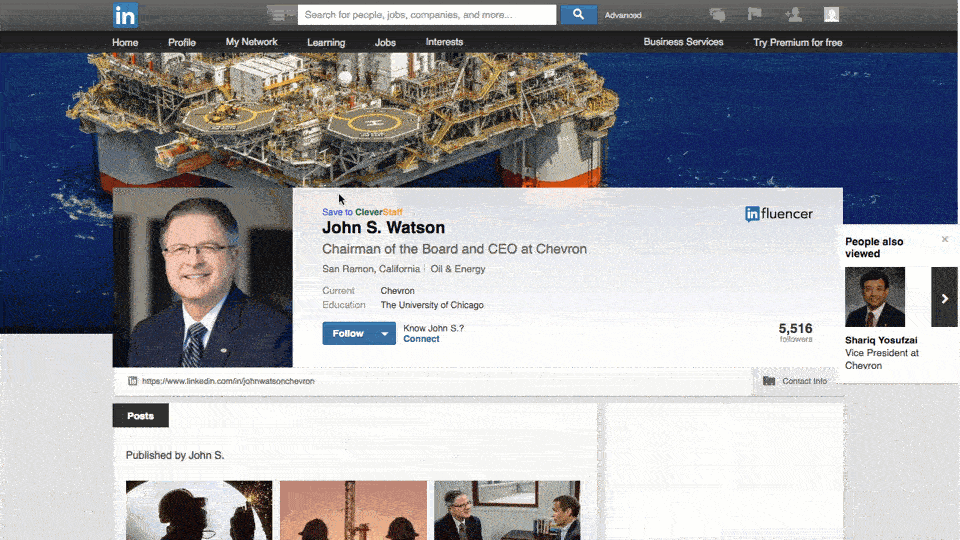 in
Search for people, jobs, companies, and more...
Advanced
Home Profile My Network Learning Jobs Interests Business Services Try Premium for free
Save to CleverStaff
John S. Watson
Chairman of the Board and CEO at Chevron
San Ramon, California Oil & Energy
Current Chevron
Education The University of Chicago
Follow
Know John S.?
Connect
in fluencer
5,516
followers
in https://www.linkedin.com/in/johnwatsonchevron
Contact Info
People also
viewed
×
Shariq Yosufzai
Vice President at
Chevron
Posts
Published by John S.